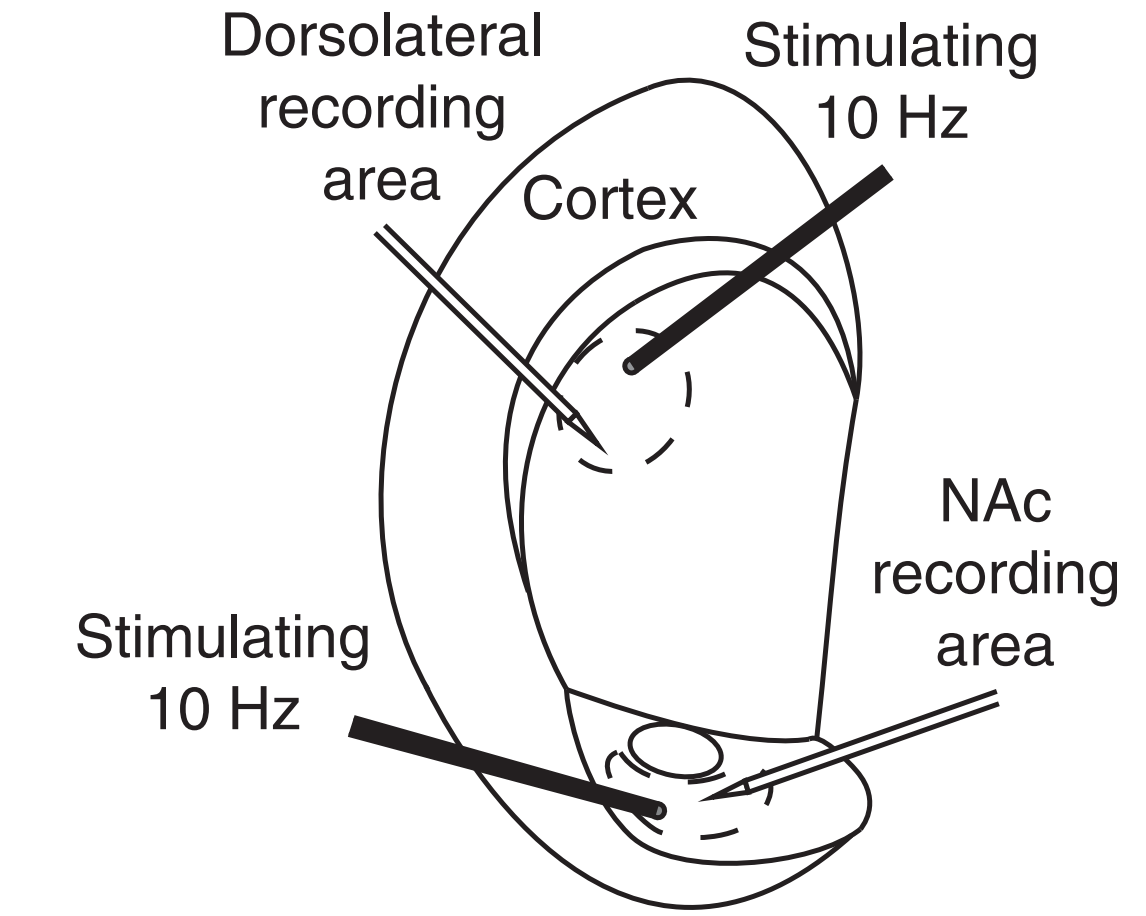 Dorsolateral
recording
area
Stimulating
10 Hz
Cortex
NAc
recording
area
Stimulating
10 Hz